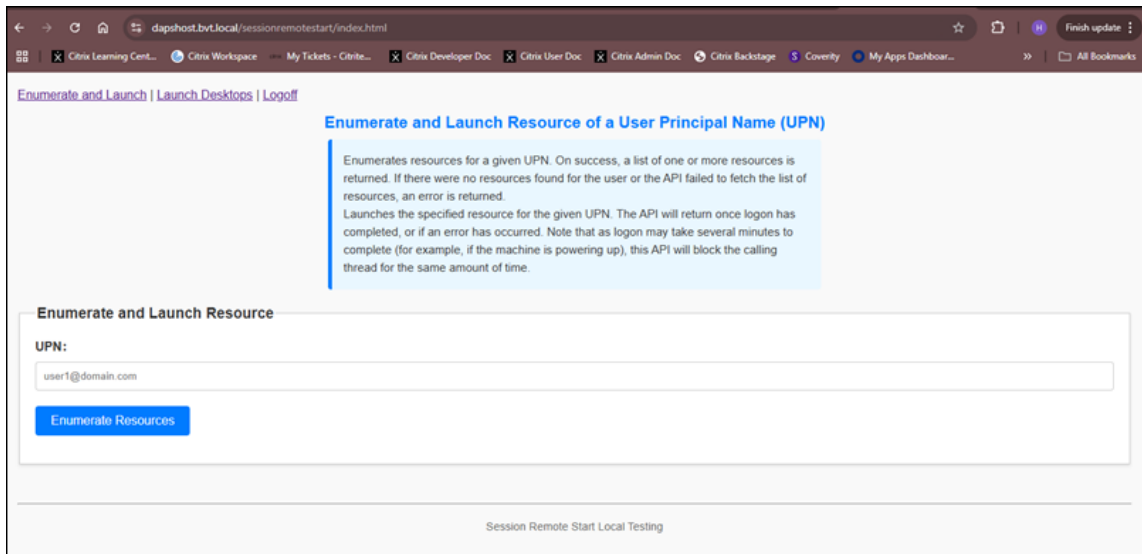 dapshost.bvt.local/sessionremotestart/index.html
H
Finish update
Citrix Learning Cent...
Citrix Workspace
My Tickets - Citrite...
Citrix Developer Doc
Citrix User Doc
Citrix Admin Doc
Citrix Backstage
S
Coverity
My Apps Dashboar...
»
All Bookmarks
Enumerate and Launch | Launch Desktops | Logoff
Enumerate and Launch Resource of a User Principal Name (UPN)
Enumerates resources for a given UPN. On success, a list of one or more resources is
returned. If there were no resources found for the user or the API failed to fetch the list of
resources, an error is returned.
Launches the specified resource for the given UPN. The API will return once logon has
completed, or if an error has occurred. Note that as logon may take several minutes to
complete (for example, if the machine is powering up), this API will block the calling
thread for the same amount of time.
Enumerate and Launch Resource
UPN:
user1@domain.com
Enumerate Resources
Session Remote Start Local Testing